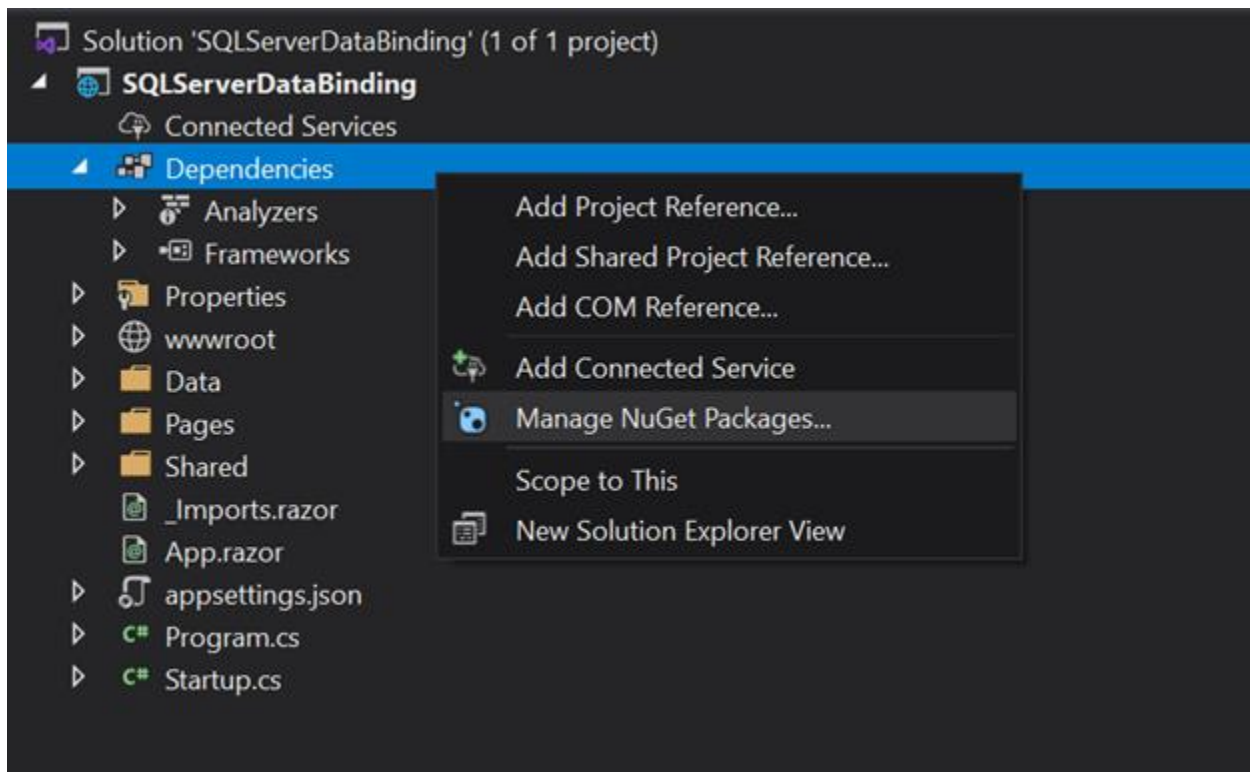 Solution 'SQLServerDataBinding' (1 of 1 project)
SQLServerDataBinding
Connected Services
Dependencies
Analyzers
Frameworks
Properties
wwwroot
Data
Pages
Shared
_Imports.razor
App.razor
appsettings.json
C# Program.cs
C# Startup.cs
Add Project Reference...
Add Shared Project Reference...
Add COM Reference...
Add Connected Service
Manage NuGet Packages...
Scope to This
New Solution Explorer View